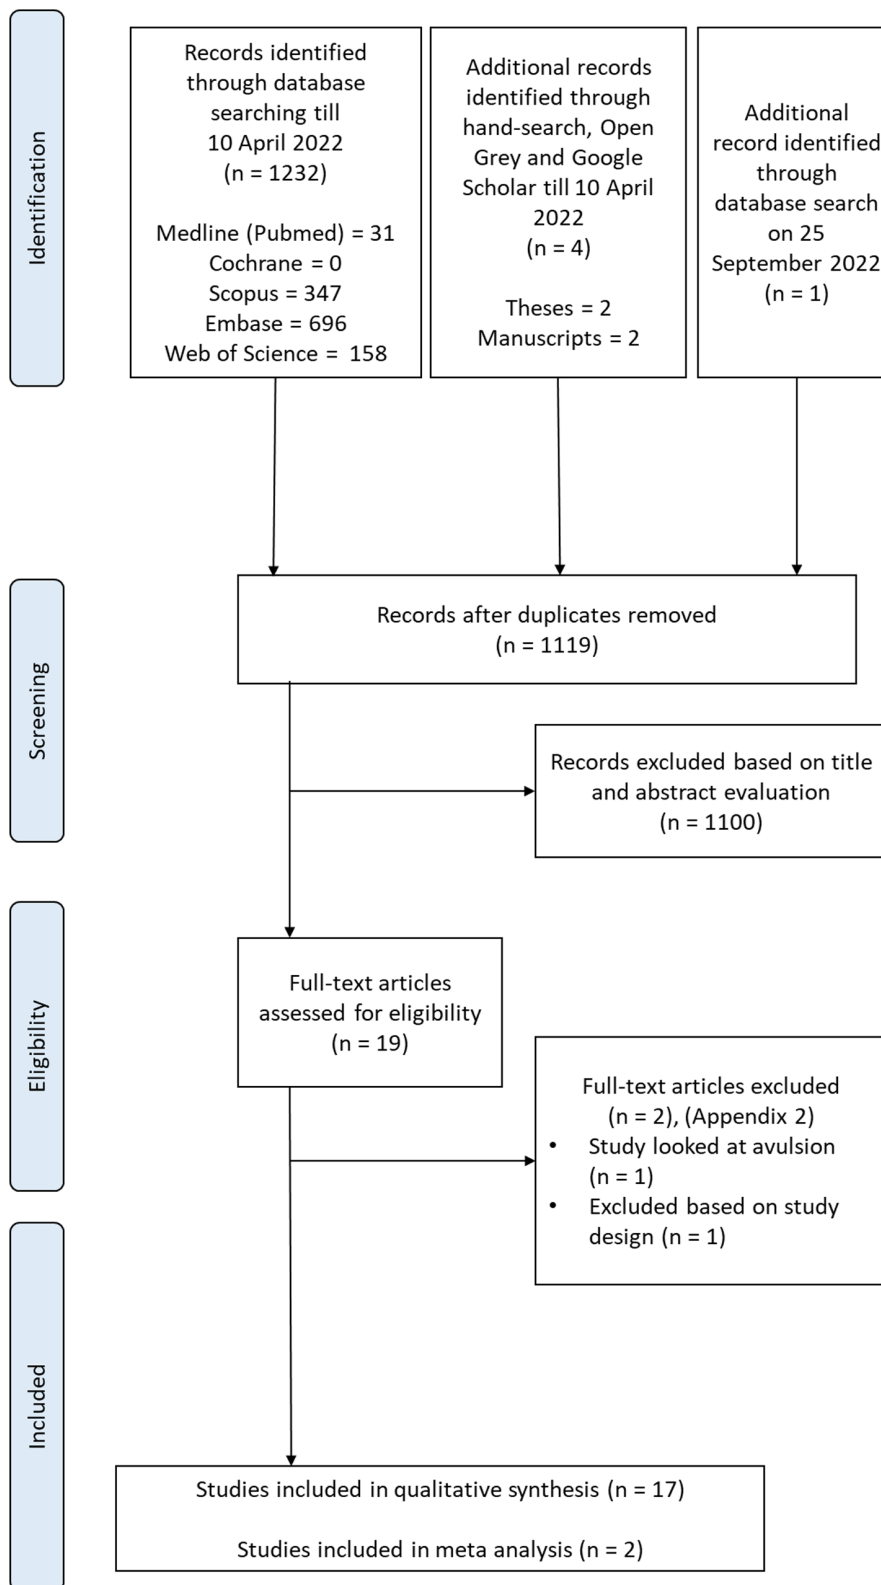 Identification
Records identified
through database
searching till
10 April 2022
(n = 1232)
Medline (Pubmed) = 31
Cochrane = 0
Scopus = 347
Embase = 696
Web of Science = 158
Additional records
identified through
hand-search, Open
Grey and Google
Scholar till 10 April
2022
(n = 4)
Theses = 2
Manuscripts = 2
Additional
record identified
through
database search
on 25
September 2022
(n = 1)
Screening
Records after duplicates removed
(n = 1119)
Records excluded based on title
and abstract evaluation
(n = 1100)
Eligibility
Full-text articles
assessed for eligibility
(n = 19)
Full-text articles excluded
(n = 2), (Appendix 2)
• Study looked at avulsion
(n = 1)
• Excluded based on study
design (n = 1)
Included
Studies included in qualitative synthesis (n = 17)
Studies included in meta analysis (n = 2)